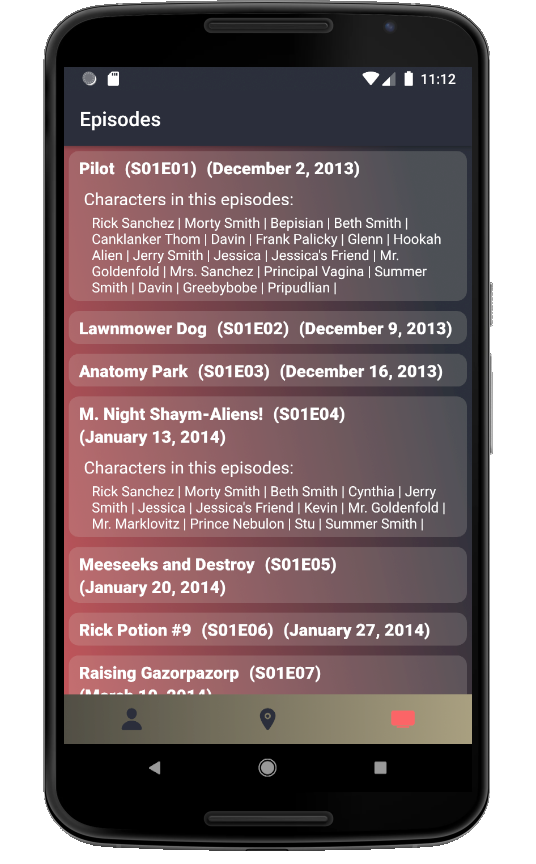 11:12
Episodes
Pilot (S01E01) (December 2, 2013)
Characters in this episodes:
Rick Sanchez | Morty Smith | Bepisian | Beth Smith |
Canklanker Thom | Davin | Frank Palicky | Glenn | Hookah
Alien | Jerry Smith | Jessica | Jessica's Friend | Mr.
Goldenfold | Mrs. Sanchez | Principal Vagina | Summer
Smith | Davin | Greebybobe | Pripudlian |
Lawnmower Dog (S01E02) (December 9, 2013)
Anatomy Park (S01E03) (December 16, 2013)
M. Night Shaym-Aliens! (S01E04)
(January 13, 2014)
Characters in this episodes:
Rick Sanchez | Morty Smith | Beth Smith | Cynthia | Jerry
Smith | Jessica | Jessica's Friend | Kevin | Mr. Goldenfold |
Mr. Marklovitz | Prince Nebulon | Stu | Summer Smith |
Meeseeks and Destroy (S01E05)
(January 20, 2014)
Rick Potion #9 (S01E06) (January 27, 2014)
Raising Gazorpazorp (S01E07)
(March 10, 2014)